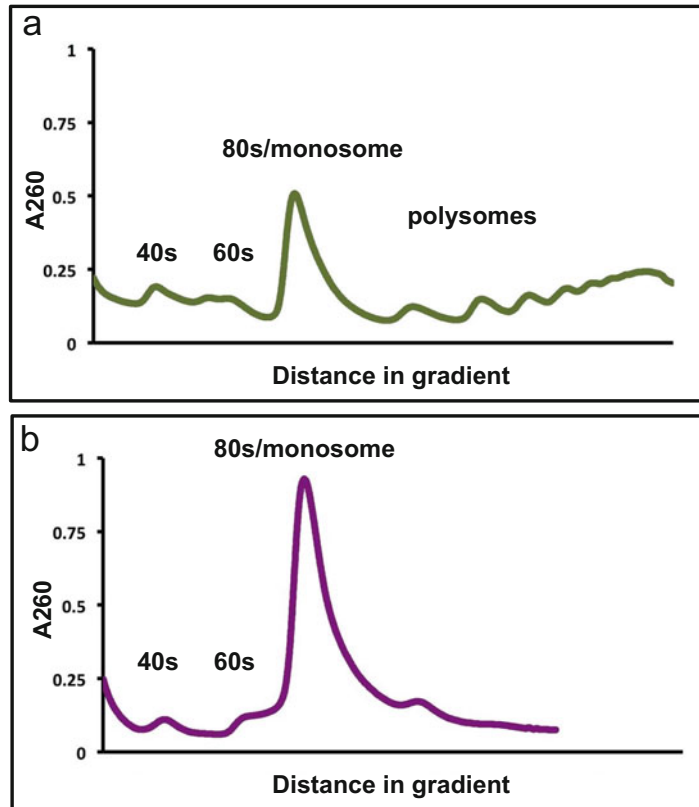 a
1
0.75
80s/monosome
0.5
polysomes
A260
40s 60s
0.25
0
Distance in gradient
b
80s/monosome
1
0.75
0.5
A260
40s 60s
0.25
0
Distance in gradient